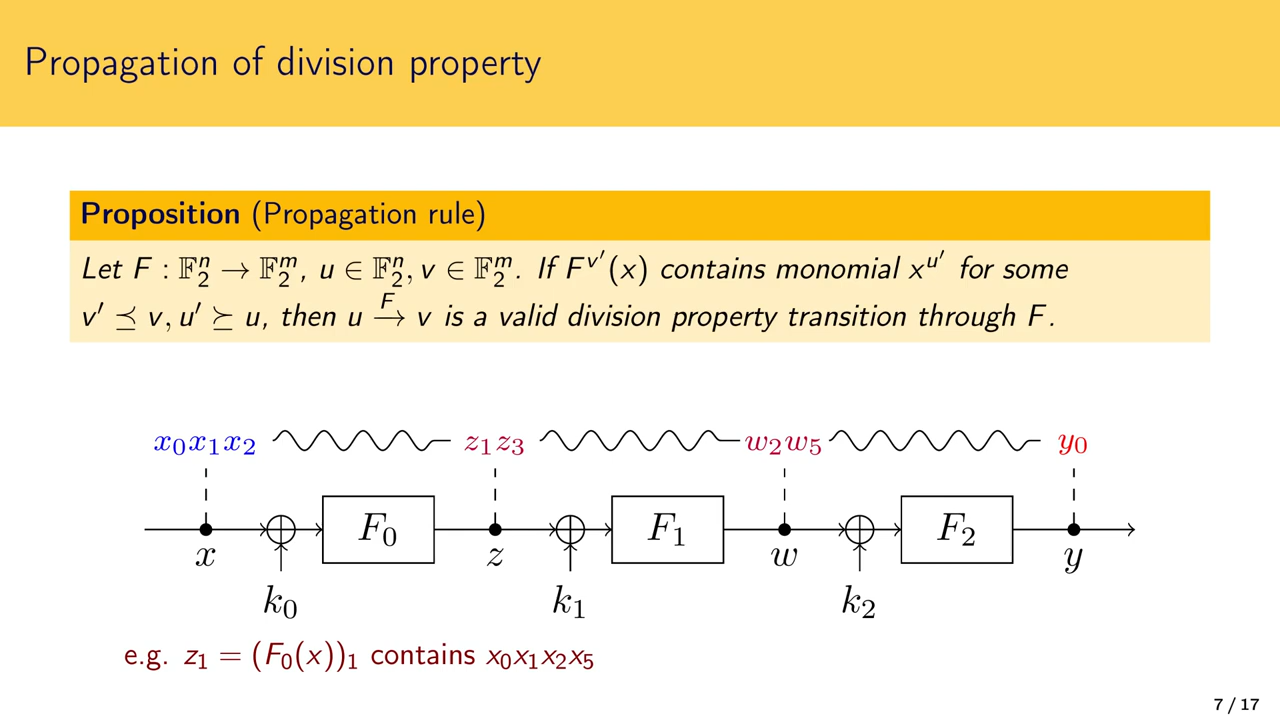 Propagation of division property
Proposition (Propagation rule)
Let F : 𝔽₂ⁿ → 𝔽₂ᵐ, u ∈ 𝔽₂ⁿ, v ∈ 𝔽₂ᵐ. If F^{v′}(x) contains monomial x^{u′} for some
v′ ⪯ v, u′ ⪰ u, then u →^F v is a valid division property transition through F.
x₀x₁x₂ z₁z₃ w₂w₅ y₀
F₀ F₁ F₂
x z w y
k₀ k₁ k₂
e.g. z₁ = (F₀(x))₁ contains x₀x₁x₂x₅
7 / 17